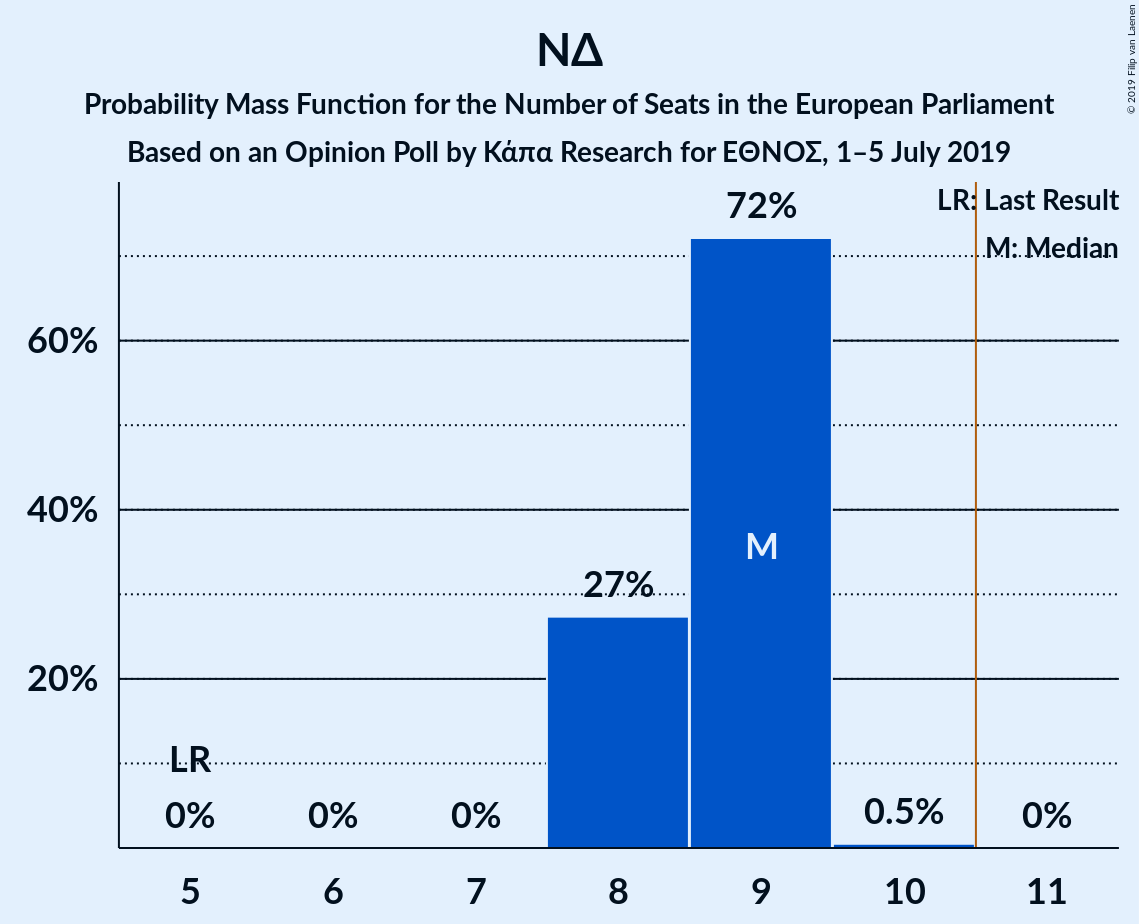 ΝΔ
Probability Mass Function for the Number of Seats in the European Parliament
Based on an Opinion Poll by Κάπα Research for ΕΘΝΟΣ, 1–5 July 2019
© 2019 Filip van Laenen
LR: Last Result
M: Median
72%
60%
40%
M
27%
20%
LR
0%
0%
0%
0.5%
0%
5 6 7 8 9 10 11